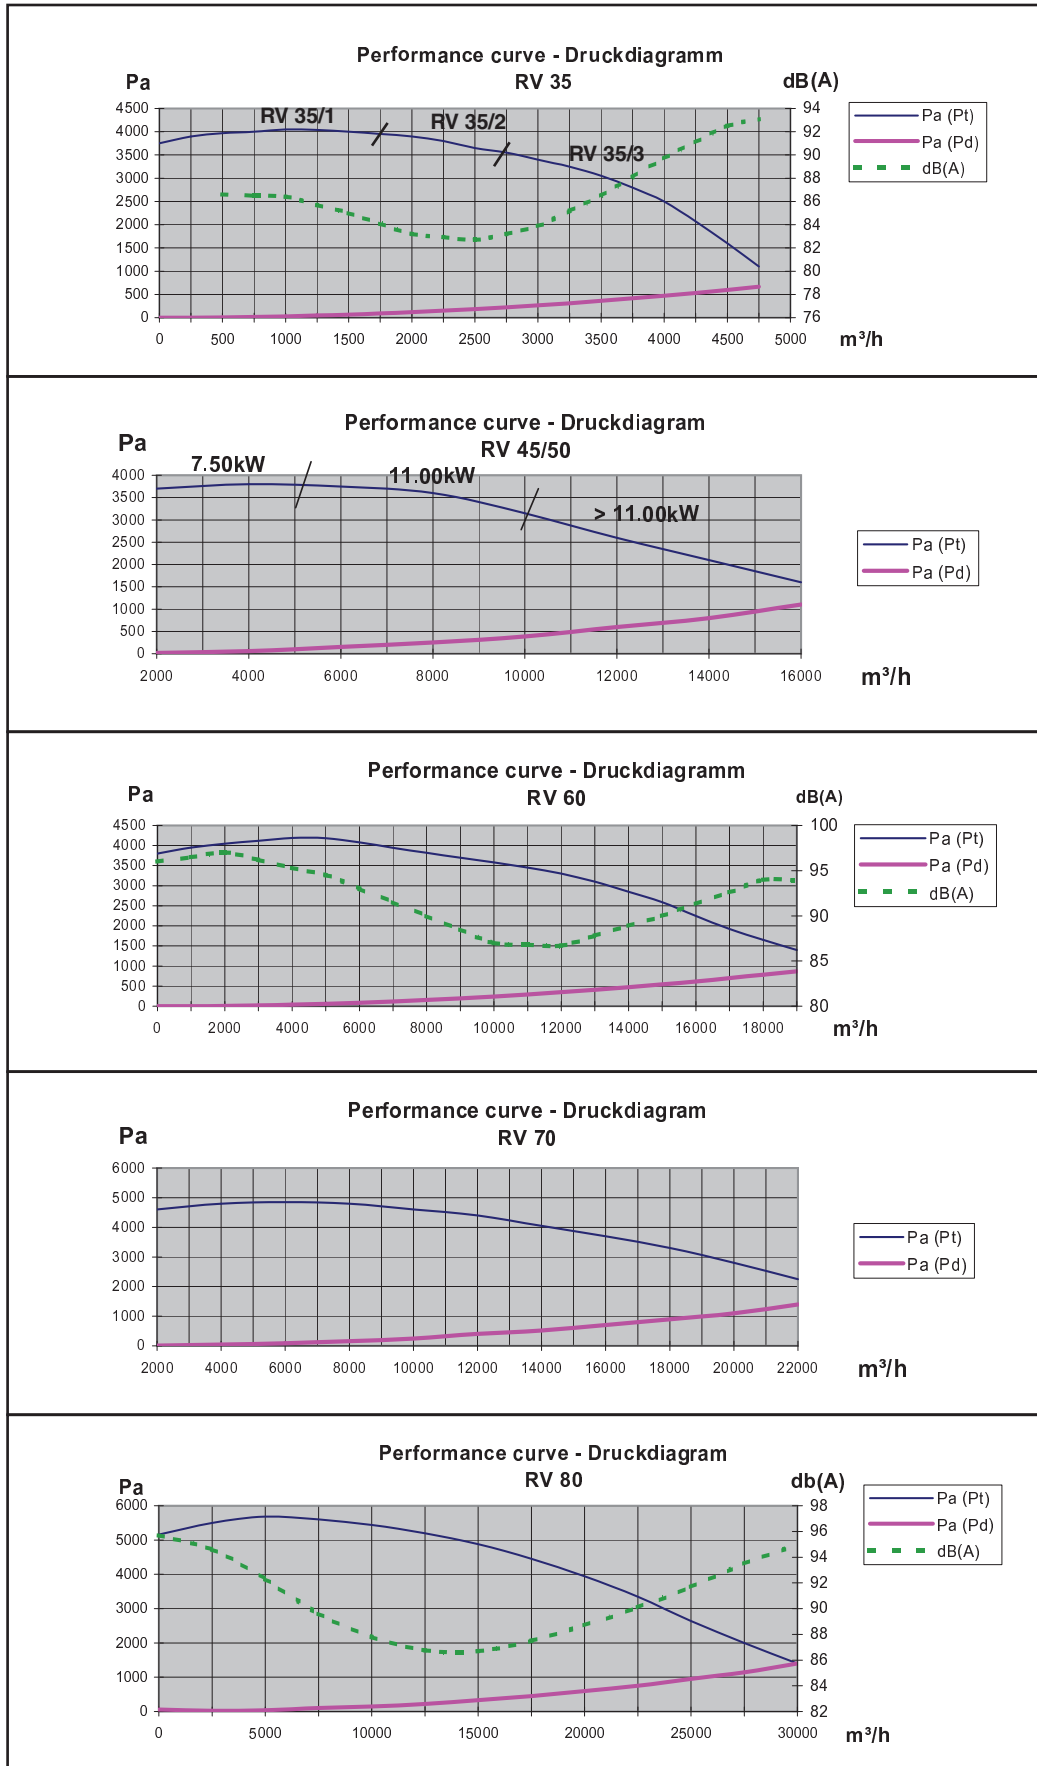 Performance curve - Druckdiagramm
Pa RV 35 dB(A)
4500 94
4000 92
3500 90
3000 88
2500 86
2000 84
1500 82
1000 80
500 78
0 76
RV 35/1
RV 35/2
RV 35/3
0 500 1000 1500 2000 2500 3000 3500 4000 4500 5000 m³/h
Pa (Pt)
Pa (Pd)
dB(A)
Performance curve - Druckdiagram
Pa RV 45/50
7.50kW
11.00kW
> 11.00kW
4000
3500
3000
2500
2000
1500
1000
500
0
2000 4000 6000 8000 10000 12000 14000 16000 m³/h
Pa (Pt)
Pa (Pd)
Performance curve - Druckdiagramm
Pa RV 60 dB(A)
4500 100
4000
3500 95
3000
2500 90
2000
1500 85
1000
500
0 80
0 2000 4000 6000 8000 10000 12000 14000 16000 18000 m³/h
Pa (Pt)
Pa (Pd)
dB(A)
Performance curve - Druckdiagram
Pa RV 70
6000
5000
4000
3000
2000
1000
0
2000 4000 6000 8000 10000 12000 14000 16000 18000 20000 22000 m³/h
Pa (Pt)
Pa (Pd)
Performance curve - Druckdiagram
Pa RV 80 db(A)
6000 98
5000 96
4000 94
3000 92
2000 90
1000 88
0 86
84
82
0 5000 10000 15000 20000 25000 30000 m³/h
Pa (Pt)
Pa (Pd)
dB(A)